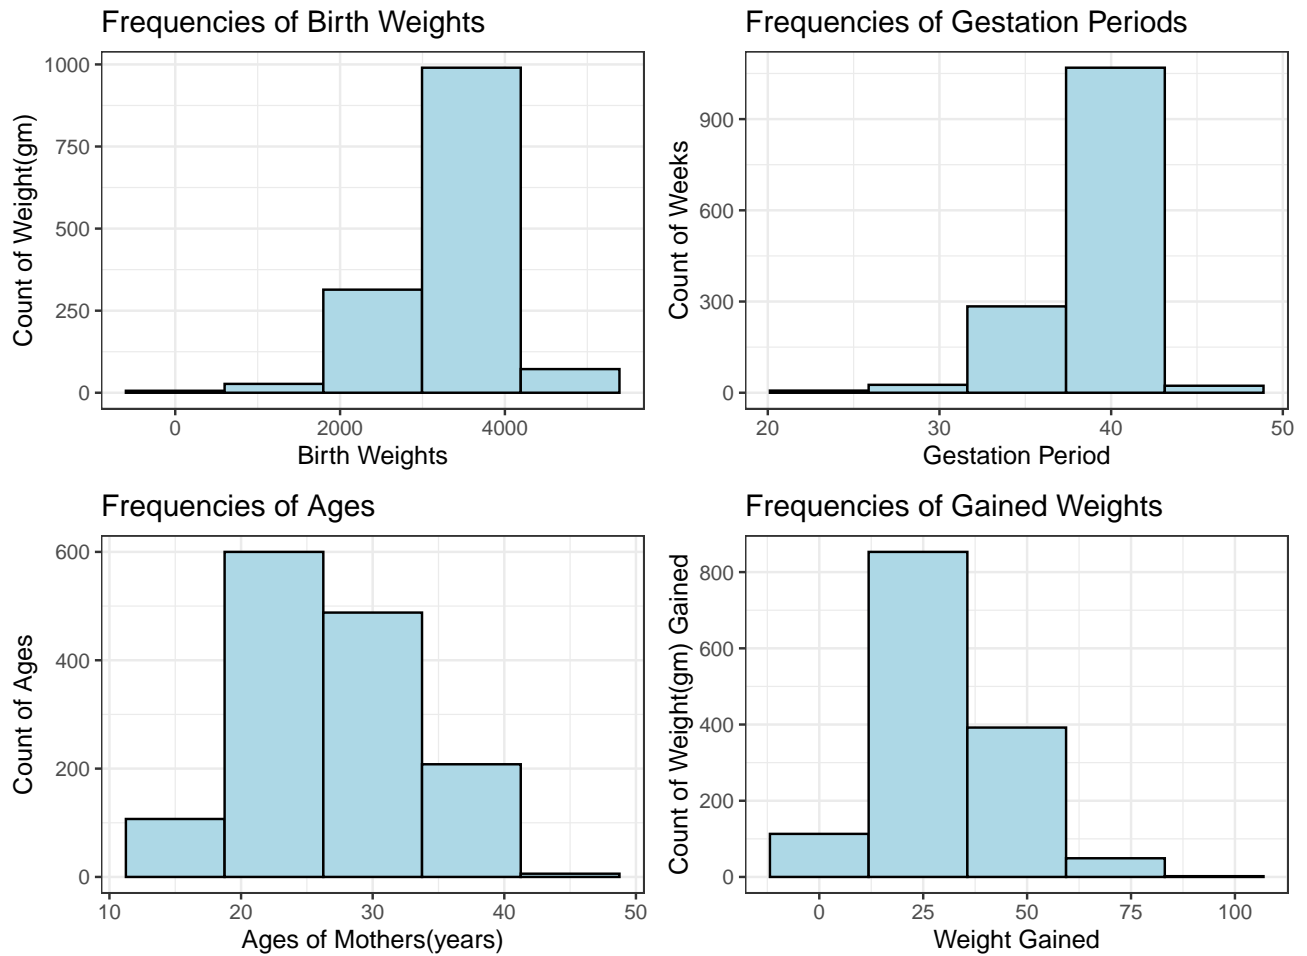 Frequencies of Birth Weights
Count of Weight(gm)
1000
750
500
250
0
0 2000 4000
Birth Weights
Frequencies of Gestation Periods
Count of Weeks
900
600
300
0
20 30 40 50
Gestation Period
Frequencies of Ages
Count of Ages
600
400
200
0
10 20 30 40 50
Ages of Mothers(years)
Frequencies of Gained Weights
Count of Weight(gm) Gained
800
600
400
200
0
0 25 50 75 100
Weight Gained